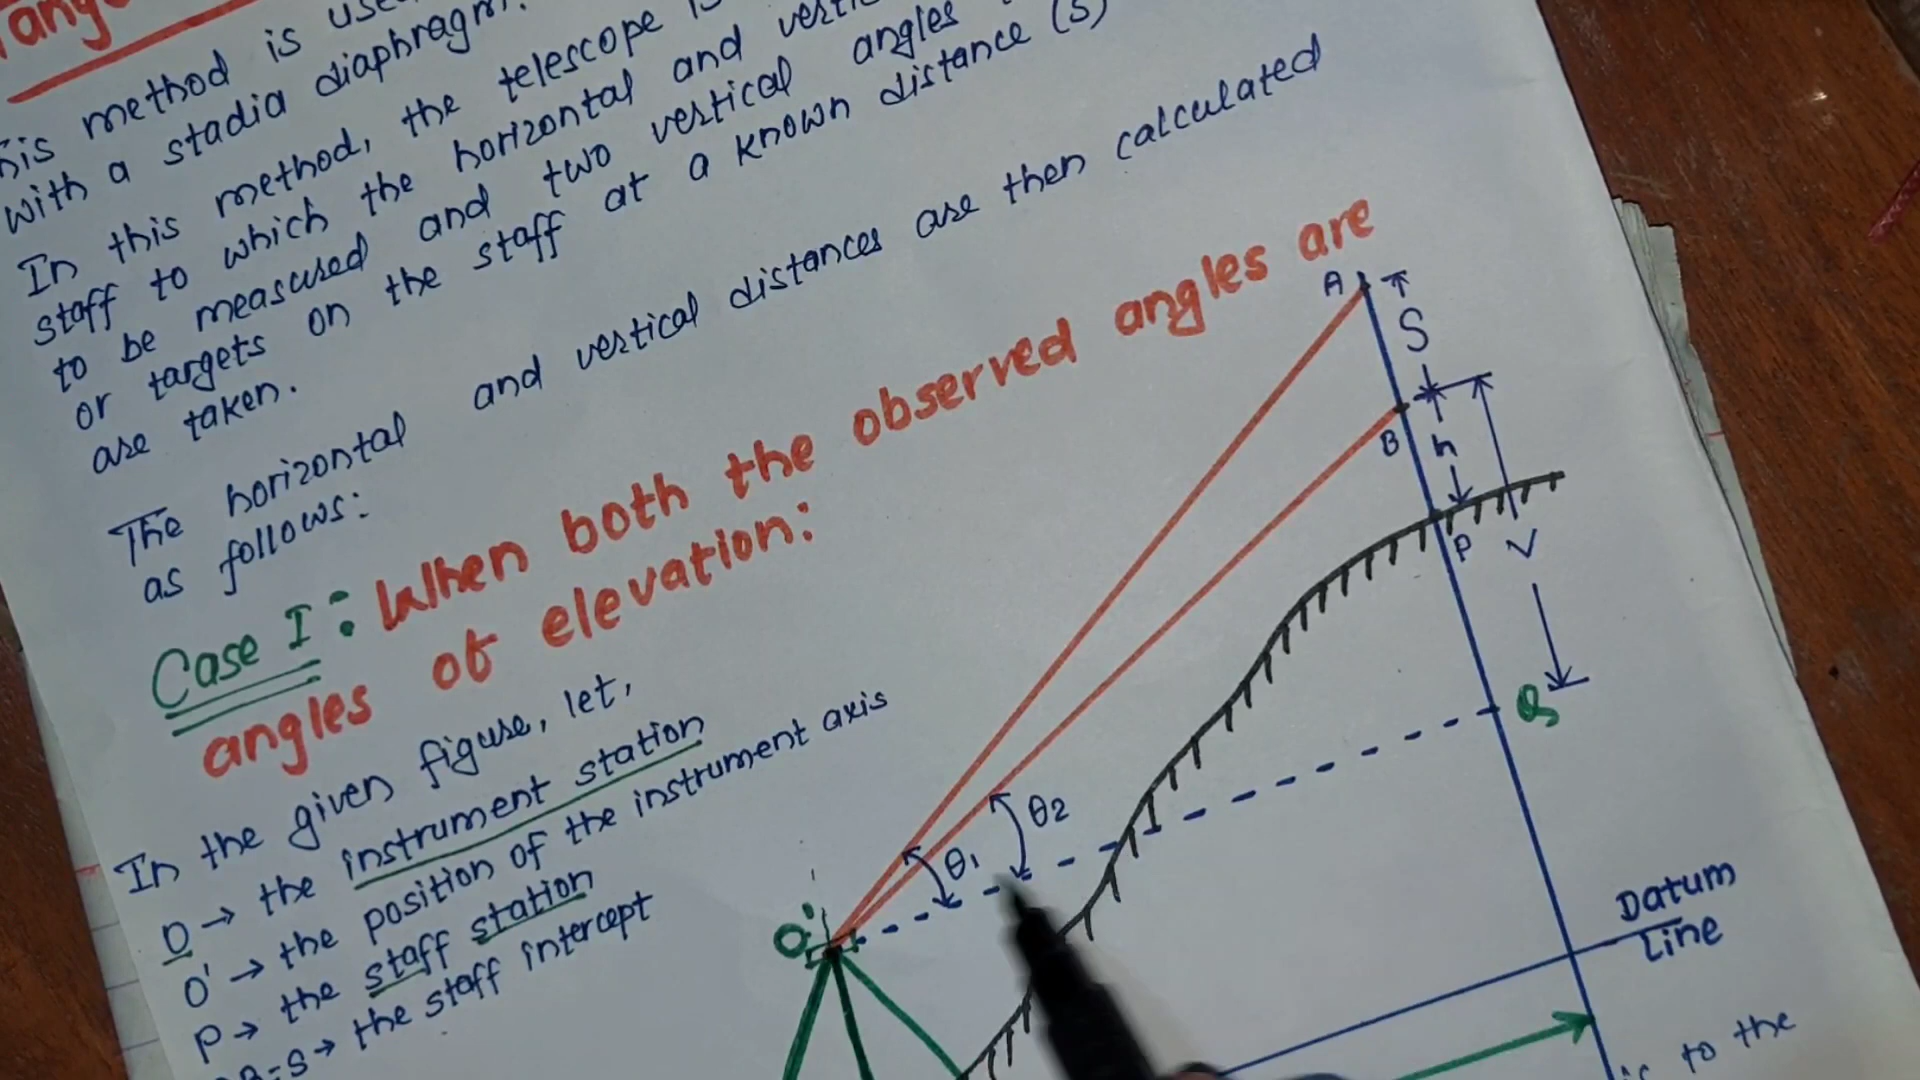 This method is
with a stadia diaphragm.
In this method, the telescope is
staff to which the horizontal and
to be measured and two vertical angles
or targets on the staff at a known distance (S)
are taken.
The horizontal and vertical distances are then calculated
as follows:
Case I: When both the observed angles are
angles of elevation:
In the given figure, let,
O → the instrument station
O' → the position of the instrument axis
P → the staff station
=S → the staff intercept
A
S
B
h
P
V
Q
θ2
θ1
O'
Datum
Line
to the